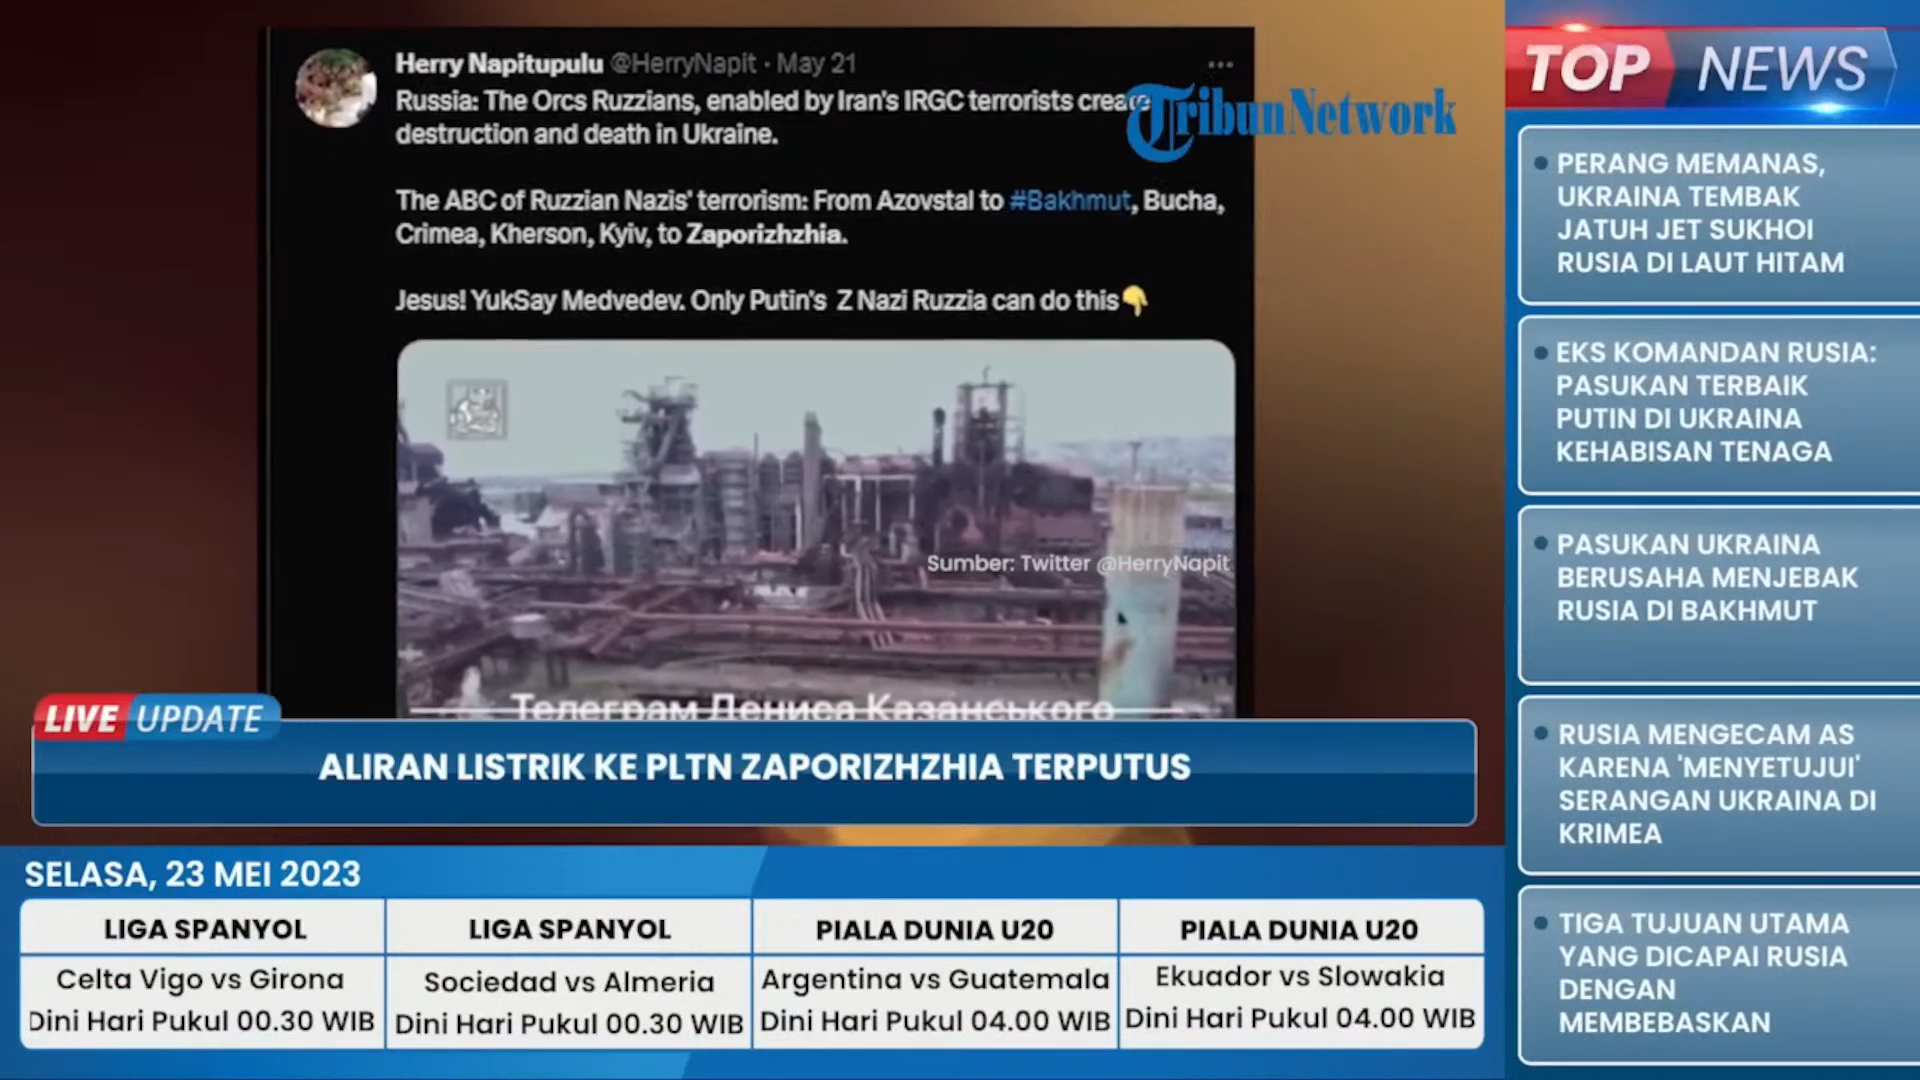 Herry Napitupulu @HerryNapit · May 21
Russia: The Orcs Ruzzians, enabled by Iran's IRGC terrorists create
destruction and death in Ukraine.
The ABC of Ruzzian Nazis' terrorism: From Azovstal to #Bakhmut, Bucha,
Crimea, Kherson, Kyiv, to Zaporizhzhia.
Jesus! YukSay Medvedev. Only Putin's Z Nazi Ruzzia can do this👇
TribunNetwork
Sumber: Twitter @HerryNapit
Телеграм Дениса Казанського
LIVE UPDATE
ALIRAN LISTRIK KE PLTN ZAPORIZHZHIA TERPUTUS
SELASA, 23 MEI 2023
LIGA SPANYOL
Celta Vigo vs Girona
Dini Hari Pukul 00.30 WIB
LIGA SPANYOL
Sociedad vs Almeria
Dini Hari Pukul 00.30 WIB
PIALA DUNIA U20
Argentina vs Guatemala
Dini Hari Pukul 04.00 WIB
PIALA DUNIA U20
Ekuador vs Slowakia
Dini Hari Pukul 04.00 WIB
TOP NEWS
PERANG MEMANAS,
UKRAINA TEMBAK
JATUH JET SUKHOI
RUSIA DI LAUT HITAM
EKS KOMANDAN RUSIA:
PASUKAN TERBAIK
PUTIN DI UKRAINA
KEHABISAN TENAGA
PASUKAN UKRAINA
BERUSAHA MENJEBAK
RUSIA DI BAKHMUT
RUSIA MENGECAM AS
KARENA 'MENYETUJUI'
SERANGAN UKRAINA DI
KRIMEA
TIGA TUJUAN UTAMA
YANG DICAPAI RUSIA
DENGAN
MEMBEBASKAN